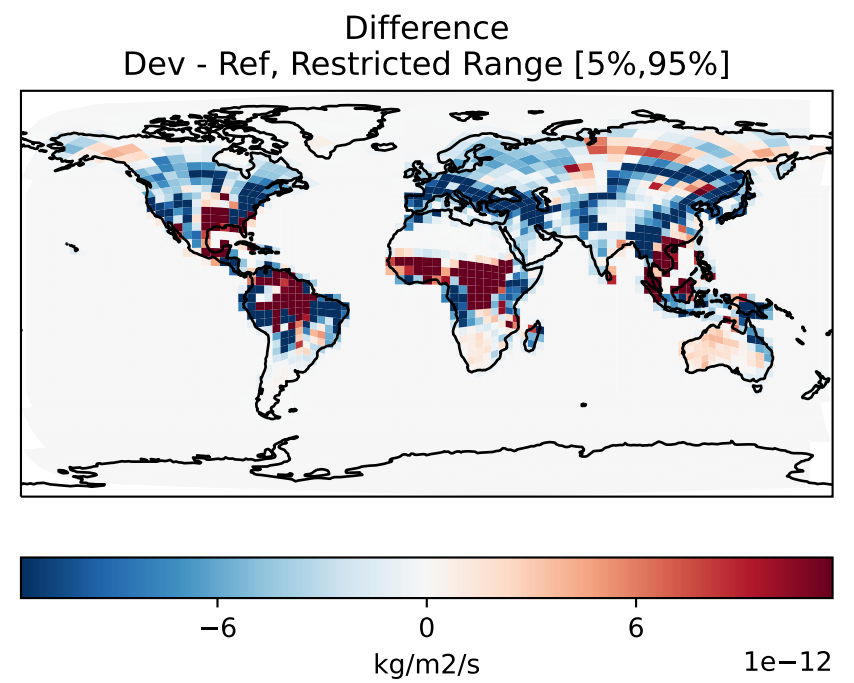 Difference
Dev - Ref, Restricted Range [5%,95%]
−6 0 6
kg/m2/s 1e−12